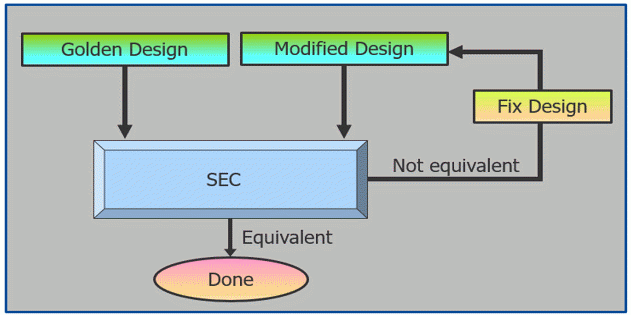 Golden Design
Modified Design
Fix Design
Not equivalent
SEC
Equivalent
Done